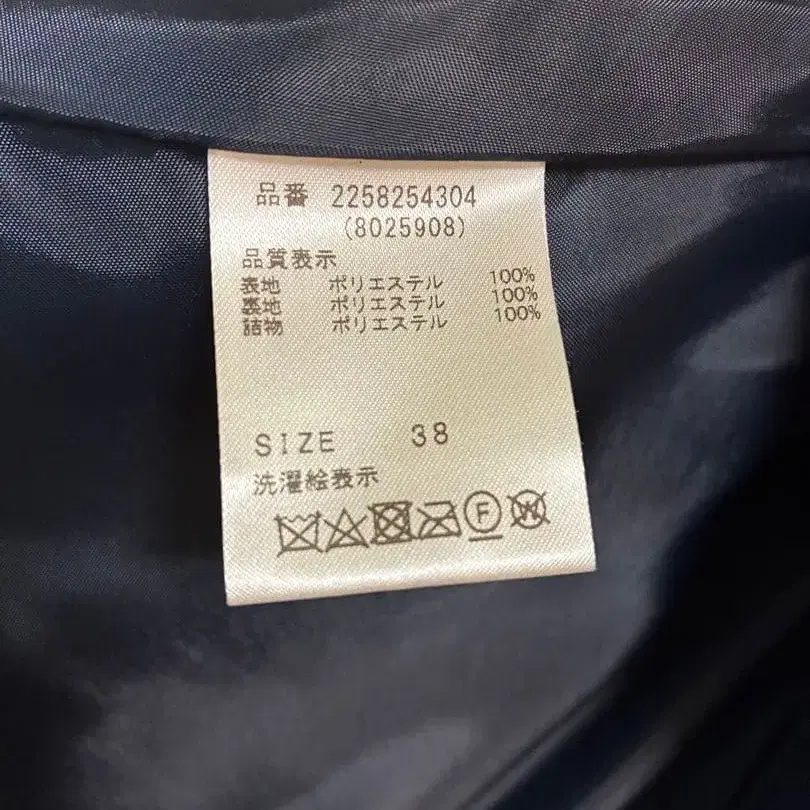 品番 2258254304
(8025908)
品質表示
表地 ポリエステル 100%
裏地 ポリエステル 100%
詰物 ポリエステル 100%
SIZE 38
洗濯絵表示
F W